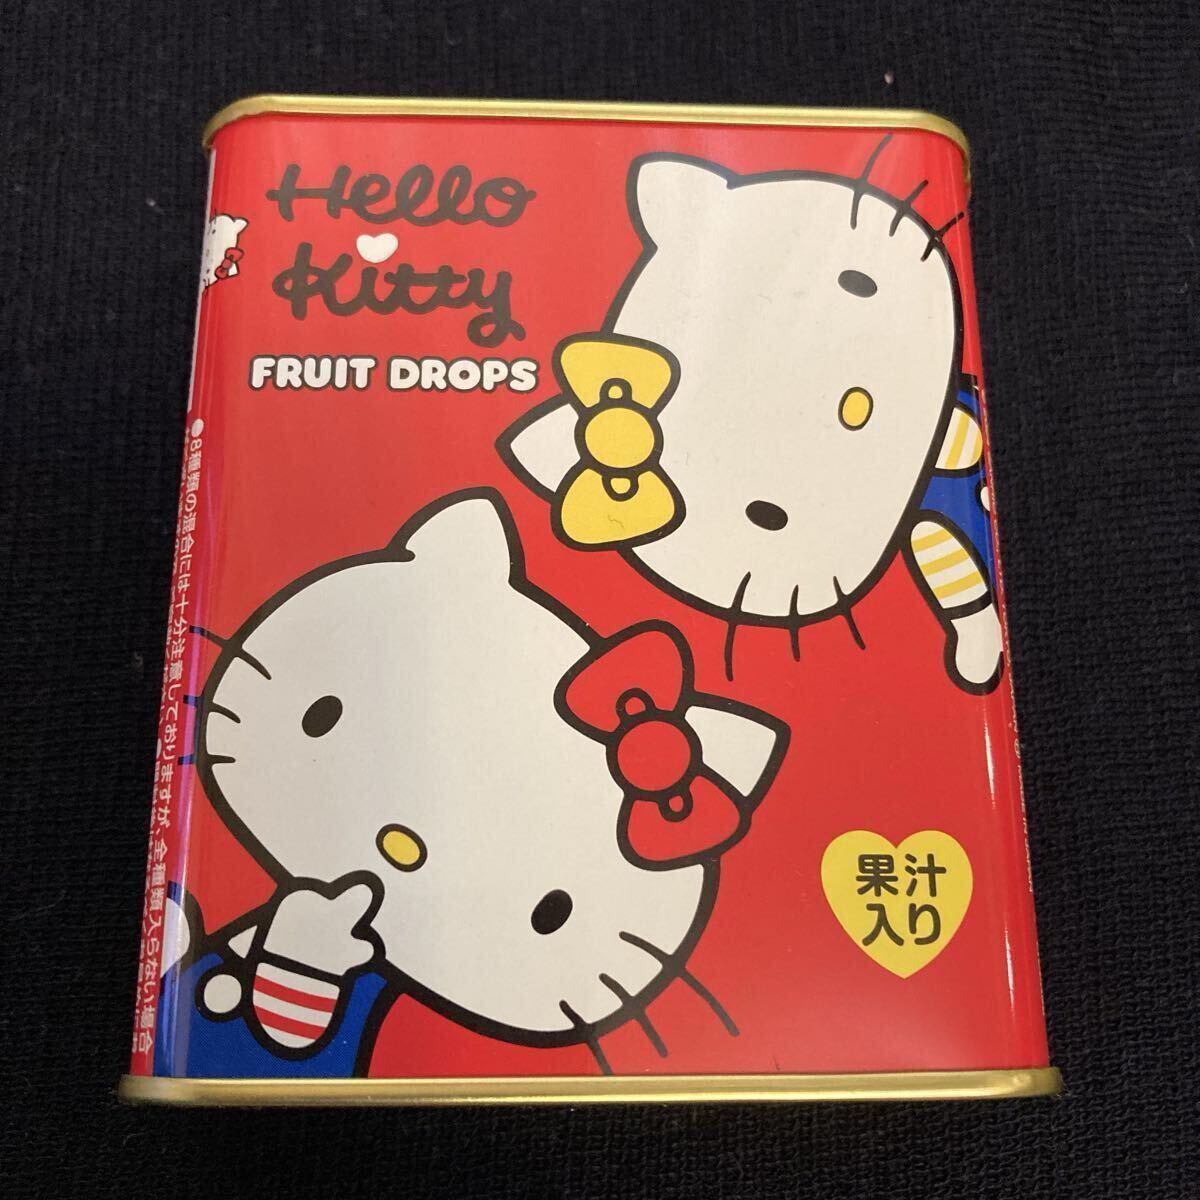 Hello
Kitty
FRUIT DROPS
果汁
入り
●8種類の混合には十分注意しておりますが、全種類入らない場合